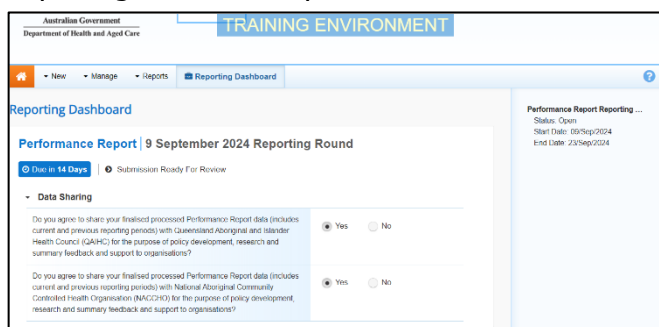 Australian Government
Department of Health and Aged Care
TRAINING ENVIRONMENT
New
Manage
Reports
Reporting Dashboard
?
Reporting Dashboard
Performance Report | 9 September 2024 Reporting Round
Due in 14 Days
Submission Ready For Review
Data Sharing
Do you agree to share your finalised processed Performance Report data (includes
current and previous reporting periods) with Queensland Aboriginal and Islander
Health Council (QAIHC) for the purpose of policy development, research and
summary feedback and support to organisations?
Yes
No
Do you agree to share your finalised processed Performance Report data (includes
current and previous reporting periods) with National Aboriginal Community
Controlled Health Organisation (NACCHO) for the purpose of policy development,
research and summary feedback and support to organisations?
Yes
No
Performance Report Reporting ...
Status: Open
Start Date: 09/Sep/2024
End Date: 23/Sep/2024